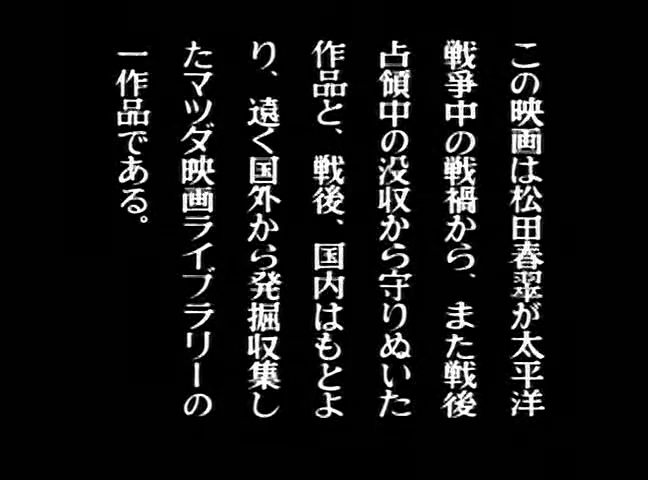 この映画は松田春翠が太平洋
戦爭中の戦禍から、また戦後
占領中の没収から守りぬいた
作品と、戦後、国内はもとよ
り、遠く国外から発掘収集し
たマツダ映画ライブラリーの
一作品である。